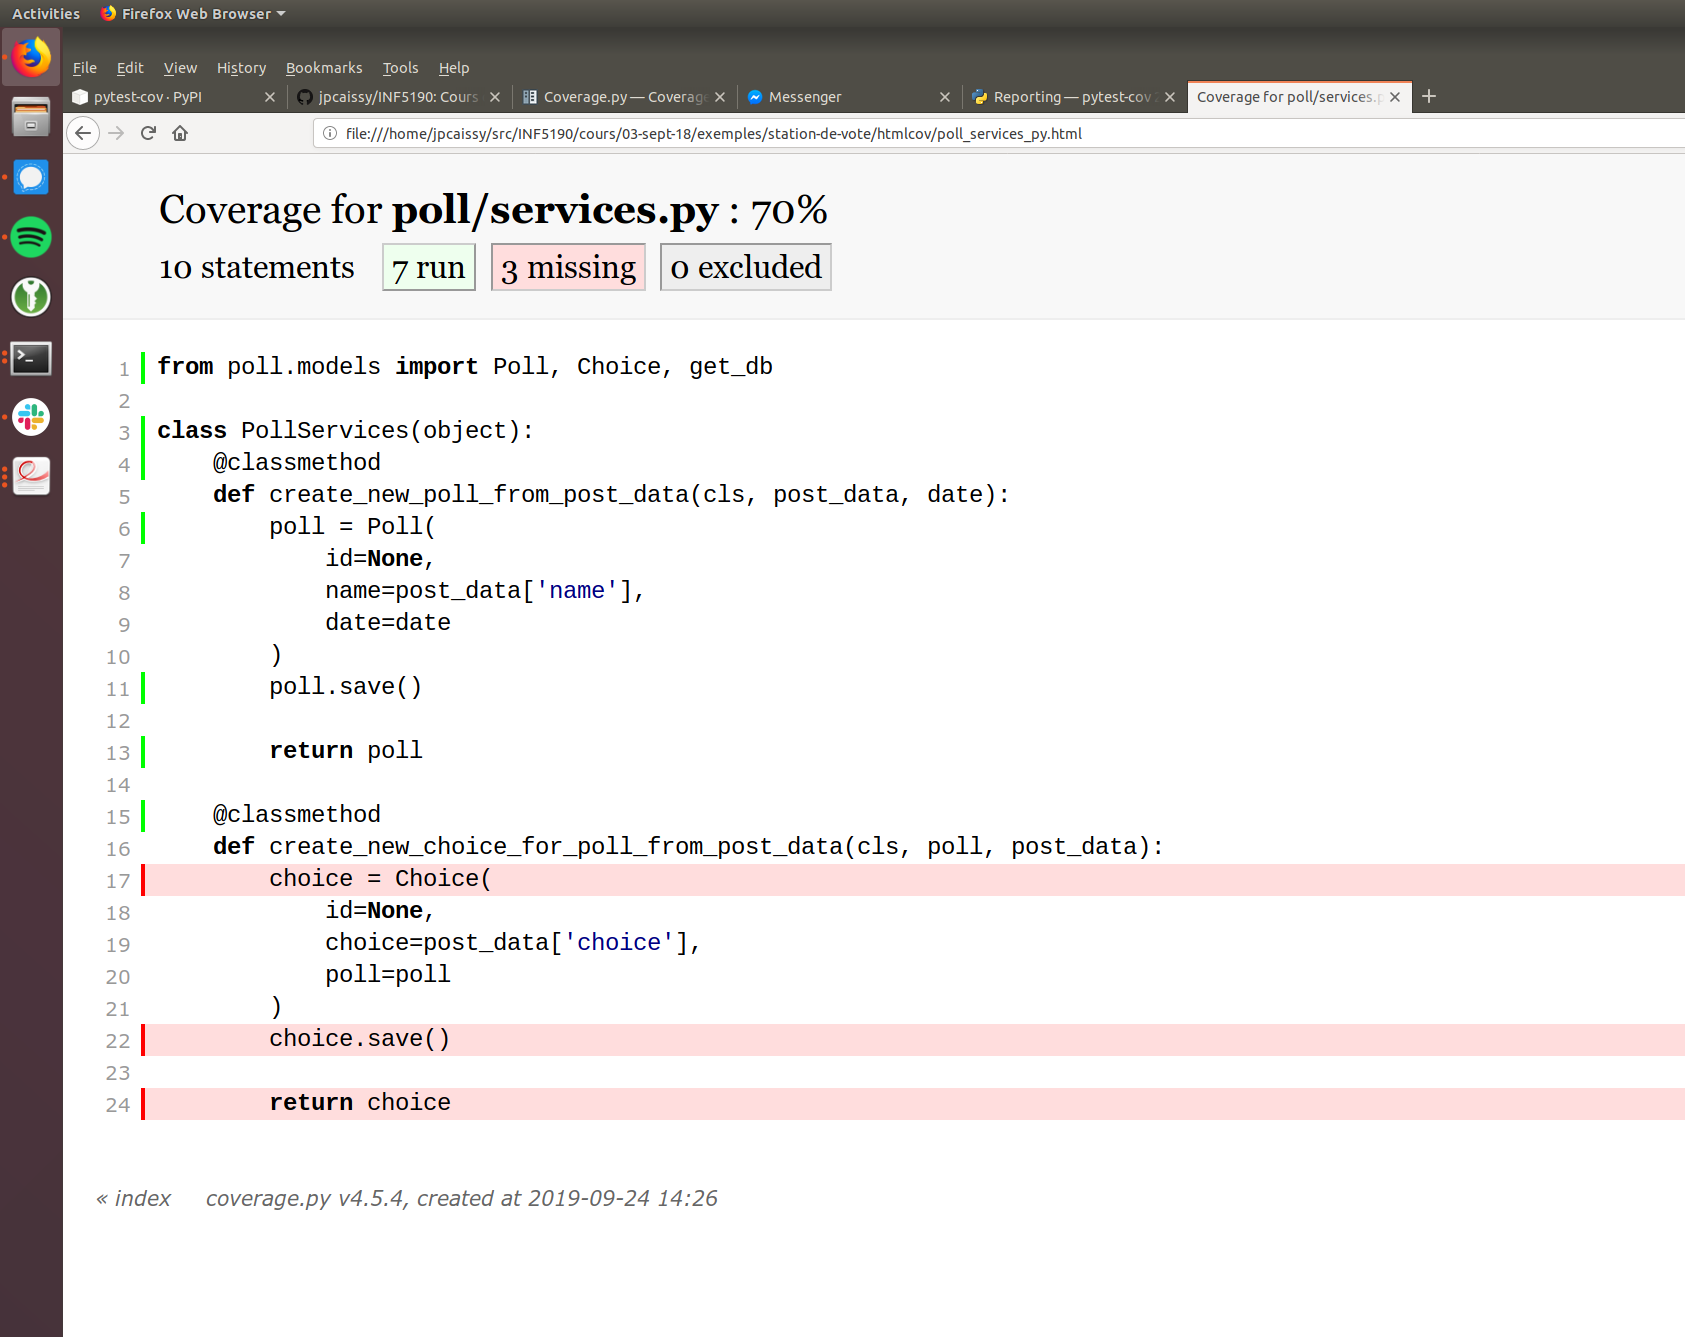 Activities Firefox Web Browser
File Edit View History Bookmarks Tools Help
pytest-cov · PyPI jpcaissy/INF5190: Cours Coverage.py — Coverage Messenger Reporting — pytest-cov Coverage for poll/services.p
file:///home/jpcaissy/src/INF5190/cours/03-sept-18/exemples/station-de-vote/htmlcov/poll_services_py.html
Coverage for poll/services.py : 70%
10 statements 7 run 3 missing 0 excluded
1 from poll.models import Poll, Choice, get_db
2
3 class PollServices(object):
4     @classmethod
5     def create_new_poll_from_post_data(cls, post_data, date):
6         poll = Poll(
7             id=None,
8             name=post_data['name'],
9             date=date
10         )
11         poll.save()
12
13         return poll
14
15     @classmethod
16     def create_new_choice_for_poll_from_post_data(cls, poll, post_data):
17         choice = Choice(
18             id=None,
19             choice=post_data['choice'],
20             poll=poll
21         )
22         choice.save()
23
24         return choice
« index coverage.py v4.5.4, created at 2019-09-24 14:26